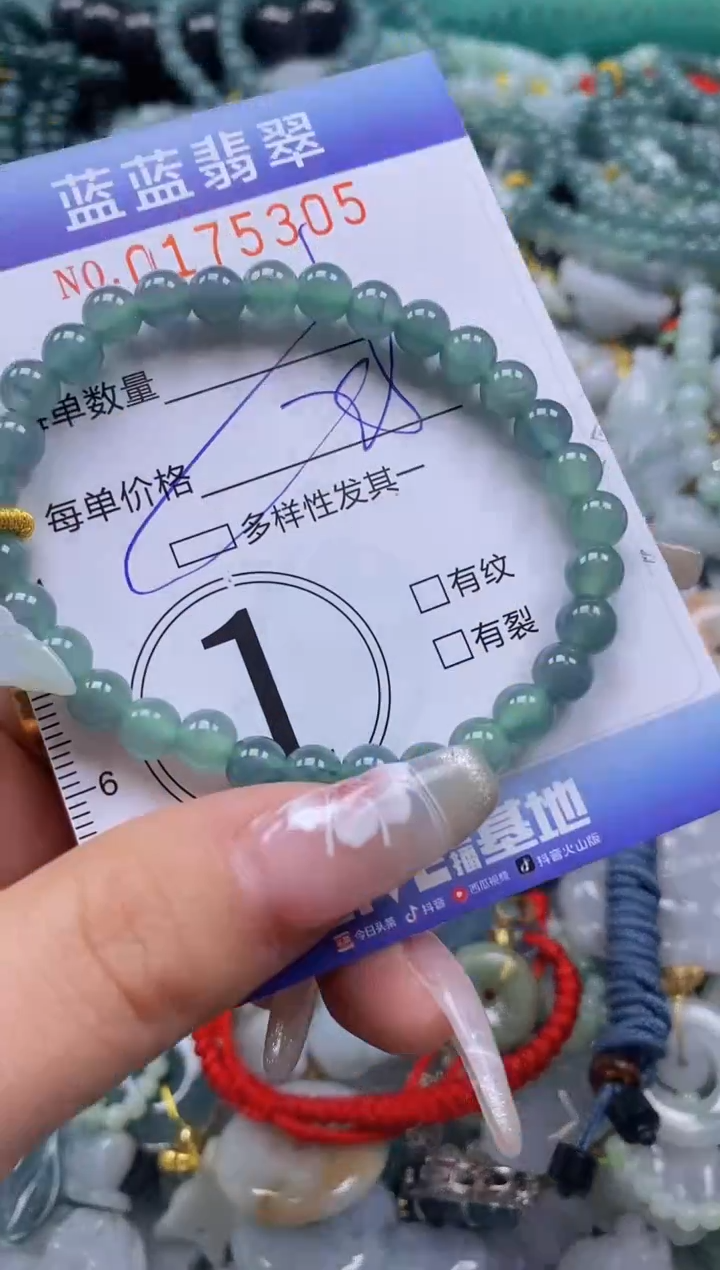 蓝蓝翡翠
NO.0175305
单数量
每单价格
多样性发其一
有纹
有裂
1
6
播基地
今日头条 抖音 西瓜视频 抖音火山版